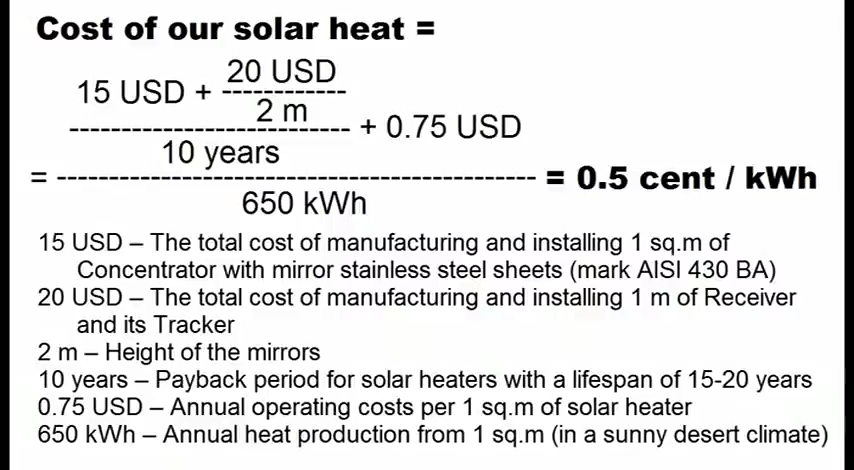 Cost of our solar heat =
20 USD
15 USD + ------------
2 m
--------------------------- + 0.75 USD
10 years
= ---------------------------------------------- = 0.5 cent / kWh
650 kWh
15 USD – The total cost of manufacturing and installing 1 sq.m of
Concentrator with mirror stainless steel sheets (mark AISI 430 BA)
20 USD – The total cost of manufacturing and installing 1 m of Receiver
and its Tracker
2 m – Height of the mirrors
10 years – Payback period for solar heaters with a lifespan of 15-20 years
0.75 USD – Annual operating costs per 1 sq.m of solar heater
650 kWh – Annual heat production from 1 sq.m (in a sunny desert climate)